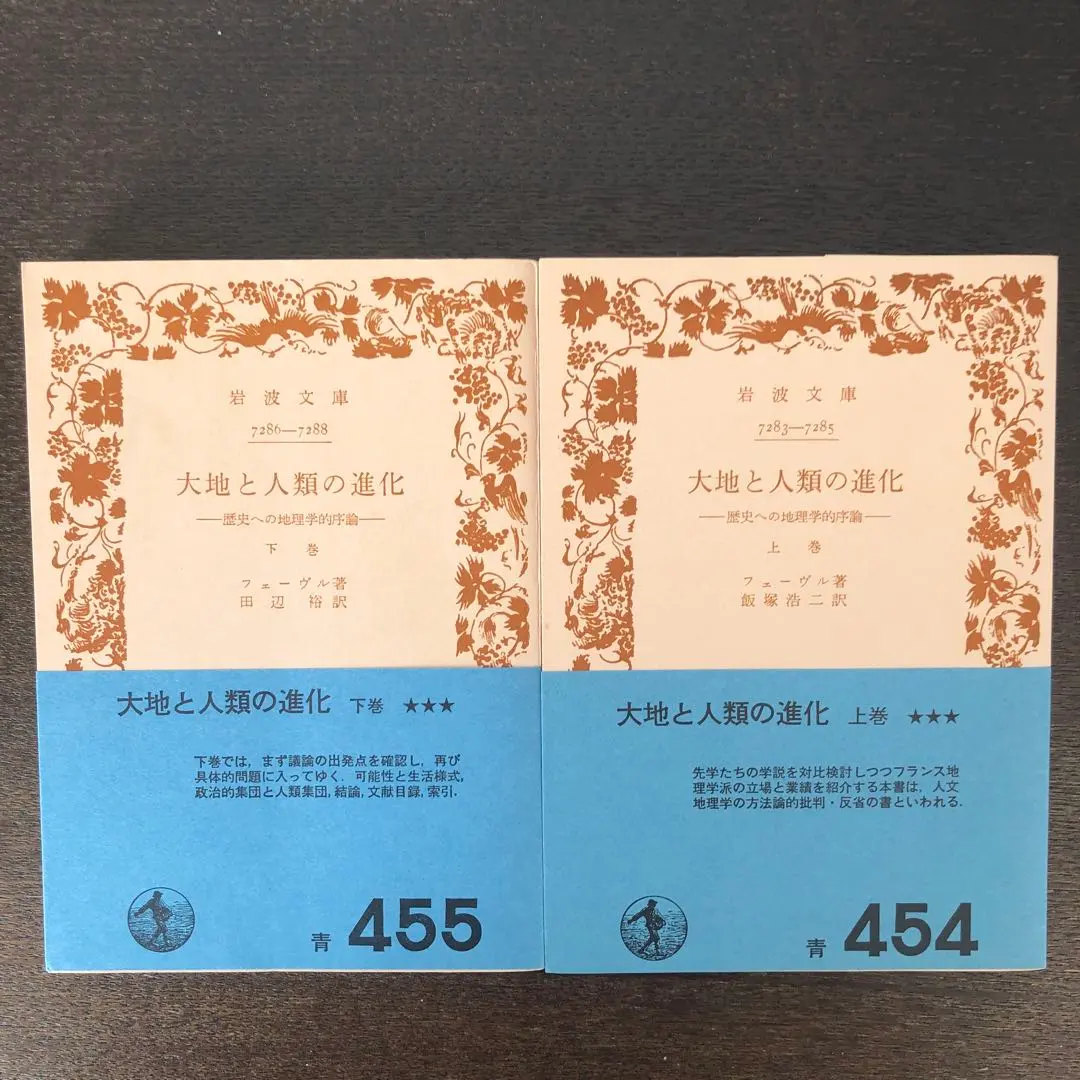 岩波文庫
7286—7288
大地と人類の進化
—歴史への地理学的序論—
下巻
フェーヴル著
田辺 裕訳
大地と人類の進化 下巻 ★★★
下巻では,まず議論の出発点を確認し,再び
具体的問題に入ってゆく.可能性と生活様式,
政治的集団と人類集団,結論,文献目録,索引.
青 455
岩波文庫
7283—7285
大地と人類の進化
—歴史への地理学的序論—
上巻
フェーヴル著
飯塚浩二訳
大地と人類の進化 上巻 ★★★
先学たちの学説を対比検討しつつフランス地
理学派の立場と業績を紹介する本書は,人文
地理学の方法論的批判・反省の書といわれる.
青 454